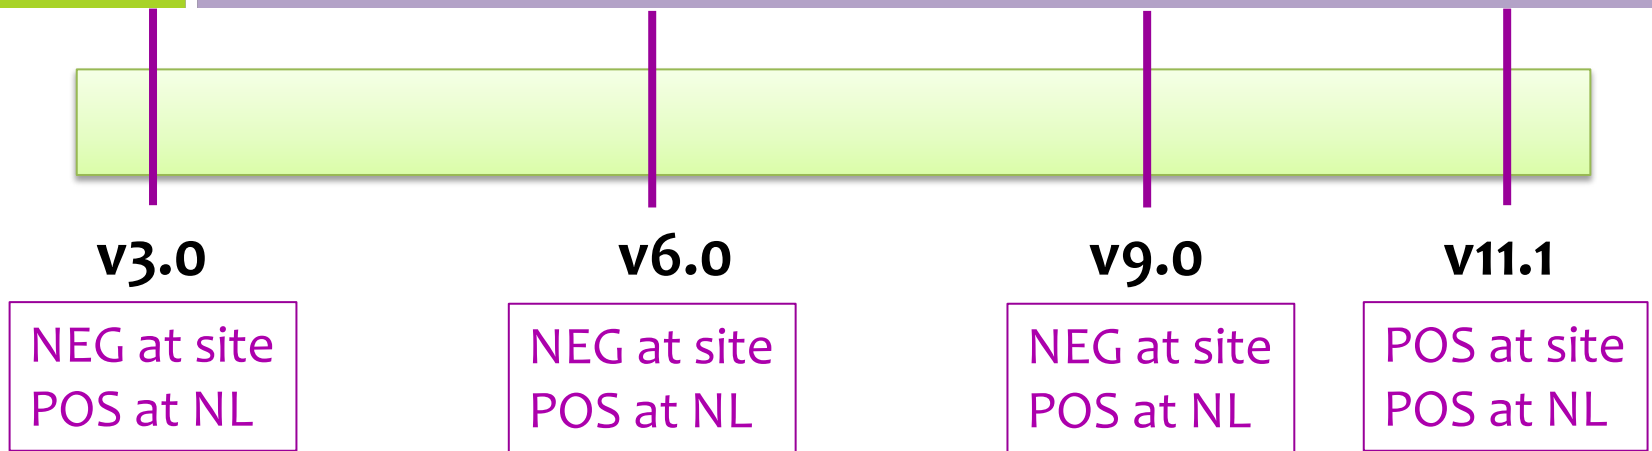 v3.0 v6.0 v9.0 v11.1
NEG at site
POS at NL
NEG at site
POS at NL
NEG at site
POS at NL
POS at site
POS at NL